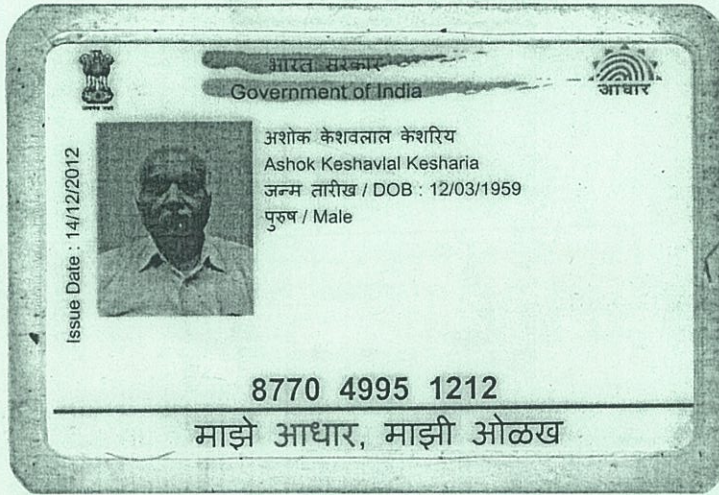 भारत सरकार
Government of India
आधार
अशोक केशवलाल केशरिय
Ashok Keshavlal Kesharia
जन्म तारीख / DOB : 12/03/1959
पुरुष / Male
Issue Date : 14/12/2012
8770 4995 1212
माझे आधार, माझी ओळख